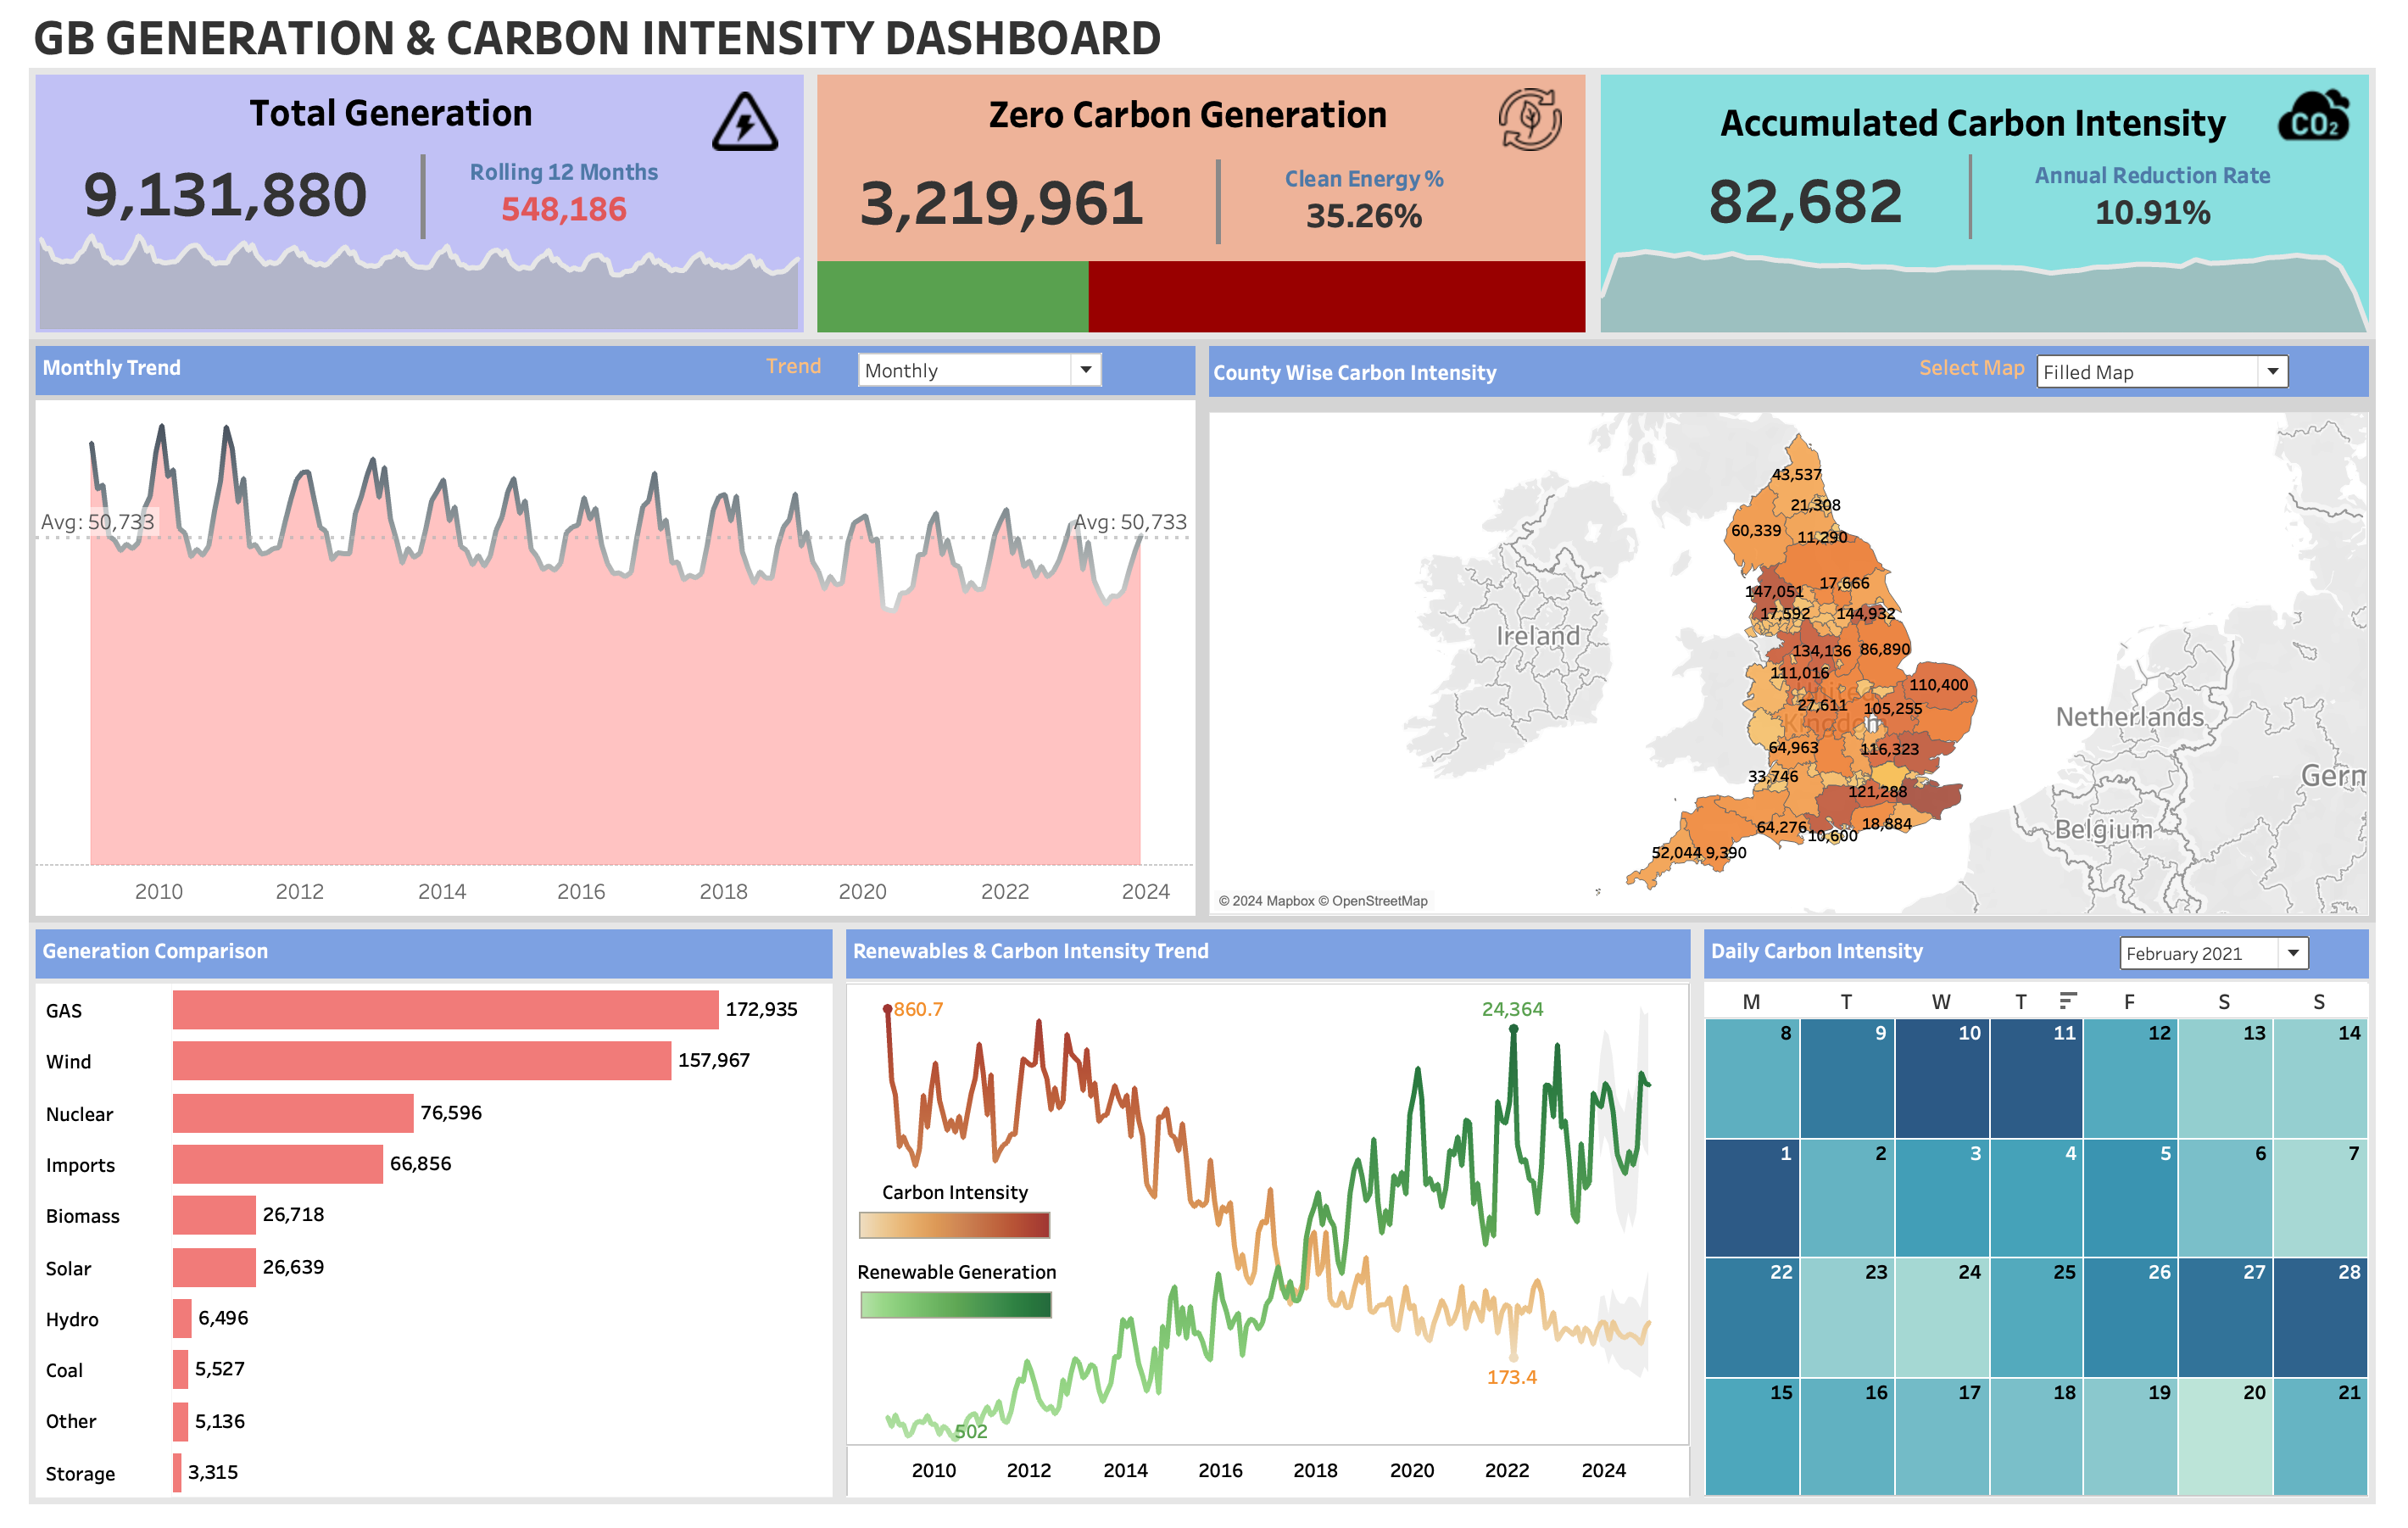 GB GENERATION & CARBON INTENSITY DASHBOARD
Total Generation
9,131,880
Rolling 12 Months
548,186
Zero Carbon Generation
3,219,961
Clean Energy %
35.26%
Accumulated Carbon Intensity
CO2
82,682
Annual Reduction Rate
10.91%
Monthly Trend
Trend
Monthly
Avg: 50,733
Avg: 50,733
2010 2012 2014 2016 2018 2020 2022 2024
County Wise Carbon Intensity
Select Map
Filled Map
43,537
21,308
60,339
11,290
17,666
147,051
17,592
144,932
Ireland
134,136
86,890
111,016
110,400
United
27,611
105,255
Kingdom
Netherlands
64,963
116,323
33,746
Germ
121,288
64,276
10,600
18,884
Belgium
52,044
9,390
© 2024 Mapbox © OpenStreetMap
Generation Comparison
GAS 172,935
Wind 157,967
Nuclear 76,596
Imports 66,856
Biomass 26,718
Solar 26,639
Hydro 6,496
Coal 5,527
Other 5,136
Storage 3,315
Renewables & Carbon Intensity Trend
860.7
24,364
Carbon Intensity
Renewable Generation
173.4
502
2010 2012 2014 2016 2018 2020 2022 2024
Daily Carbon Intensity
February 2021
M T W T F S S
8 9 10 11 12 13 14
1 2 3 4 5 6 7
22 23 24 25 26 27 28
15 16 17 18 19 20 21